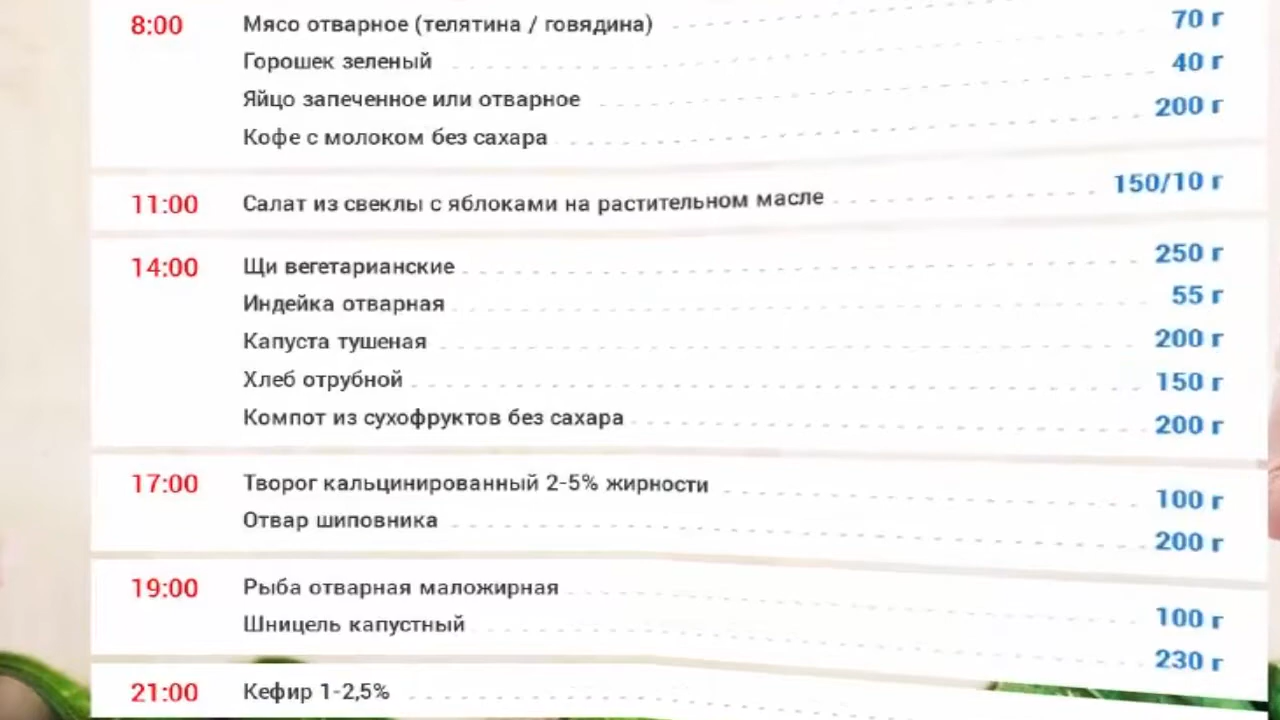 8:00 Мясо отварное (телятина / говядина)
Горошек зеленый 70 г
Яйцо запеченное или отварное 40 г
Кофе с молоком без сахара 200 г
11:00 Салат из свеклы с яблоками на растительном масле 150/10 г
14:00 Щи вегетарианские 250 г
Индейка отварная 55 г
Капуста тушеная 200 г
Хлеб отрубной 150 г
Компот из сухофруктов без сахара 200 г
17:00 Творог кальцинированный 2-5% жирности 100 г
Отвар шиповника 200 г
19:00 Рыба отварная маложирная 100 г
Шницель капустный 230 г
21:00 Кефир 1-2,5%